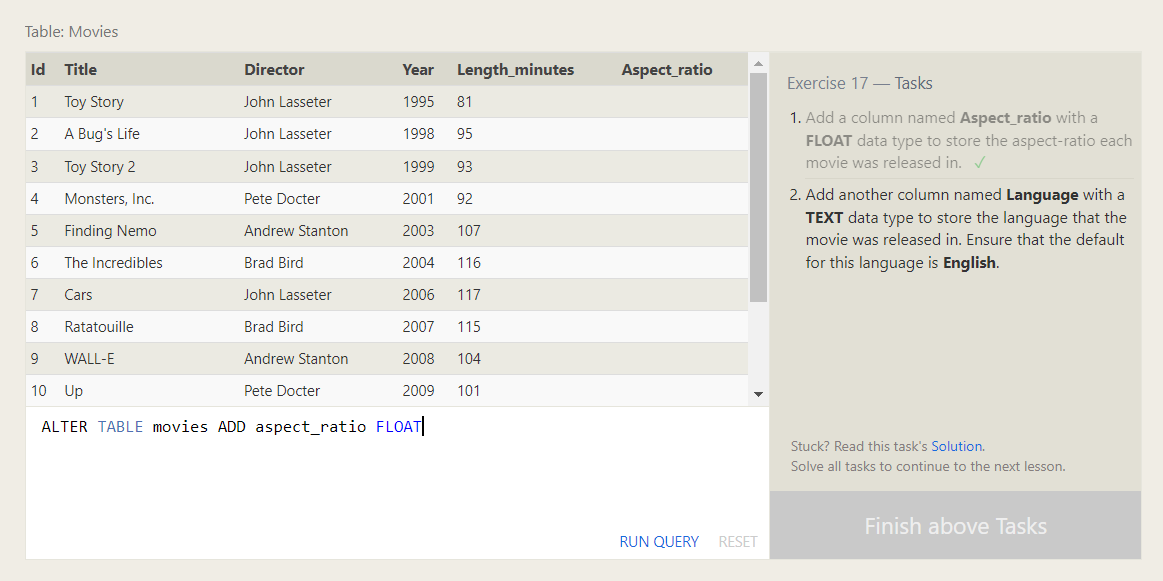 Table: Movies
Id Title Director Year Length_minutes Aspect_ratio
1 Toy Story John Lasseter 1995 81
2 A Bug's Life John Lasseter 1998 95
3 Toy Story 2 John Lasseter 1999 93
4 Monsters, Inc. Pete Docter 2001 92
5 Finding Nemo Andrew Stanton 2003 107
6 The Incredibles Brad Bird 2004 116
7 Cars John Lasseter 2006 117
8 Ratatouille Brad Bird 2007 115
9 WALL-E Andrew Stanton 2008 104
10 Up Pete Docter 2009 101
ALTER TABLE movies ADD aspect_ratio FLOAT
RUN QUERY RESET
Exercise 17 — Tasks
1. Add a column named Aspect_ratio with a
FLOAT data type to store the aspect-ratio each
movie was released in. ✓
2. Add another column named Language with a
TEXT data type to store the language that the
movie was released in. Ensure that the default
for this language is English.
Stuck? Read this task's Solution.
Solve all tasks to continue to the next lesson.
Finish above Tasks